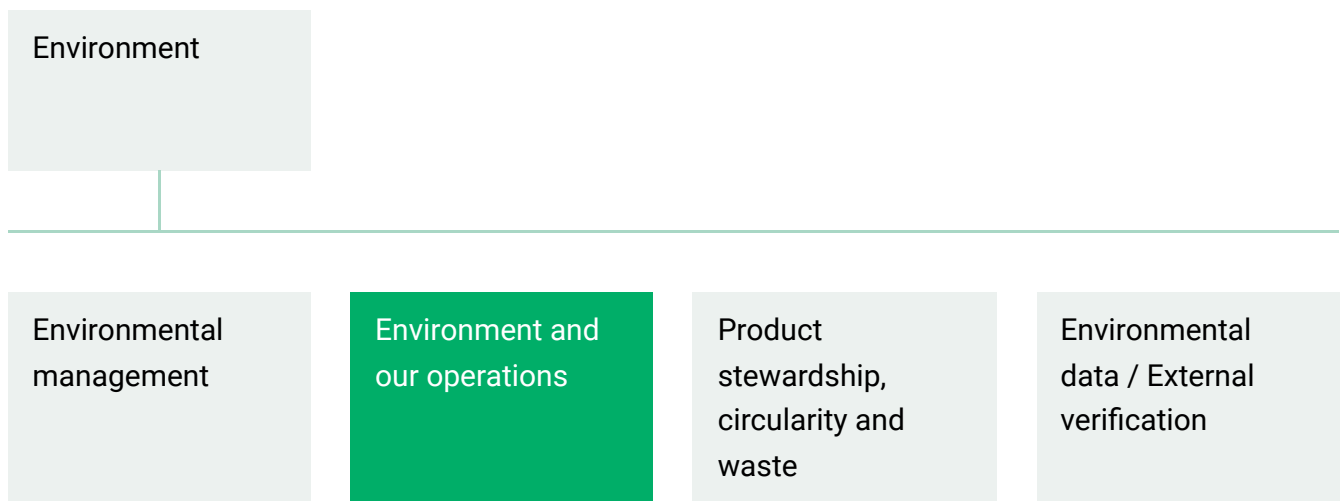 Environment
Environmental
management
Environment and
our operations
Product
stewardship,
circularity and
waste
Environmental
data / External
verification